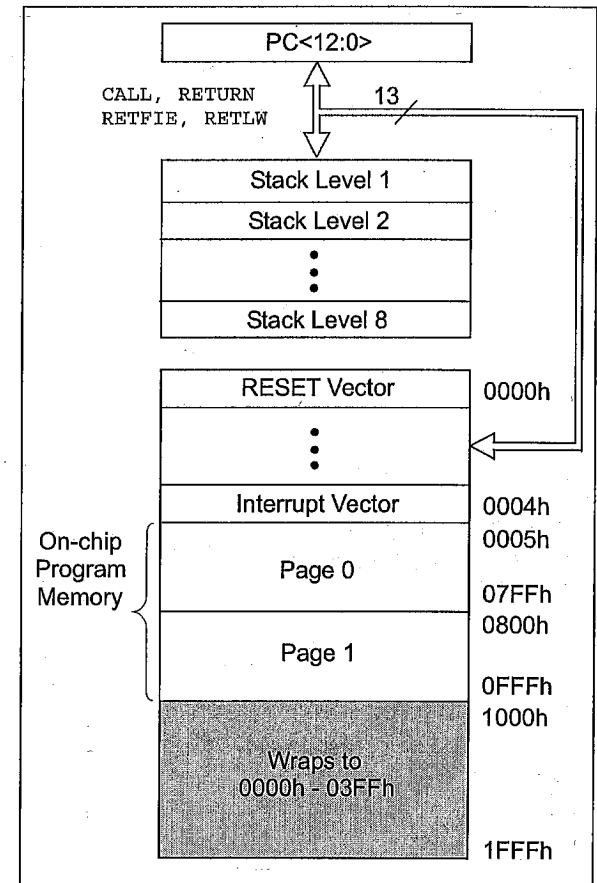 PC<12:0>
CALL, RETURN
RETFIE, RETLW
13
Stack Level 1
Stack Level 2
Stack Level 8
RESET Vector
0000h
Interrupt Vector
0004h
On-chip
Program
Memory
0005h
Page 0
07FFh
0800h
Page 1
0FFFh
1000h
Wraps to
0000h - 03FFh
1FFFh